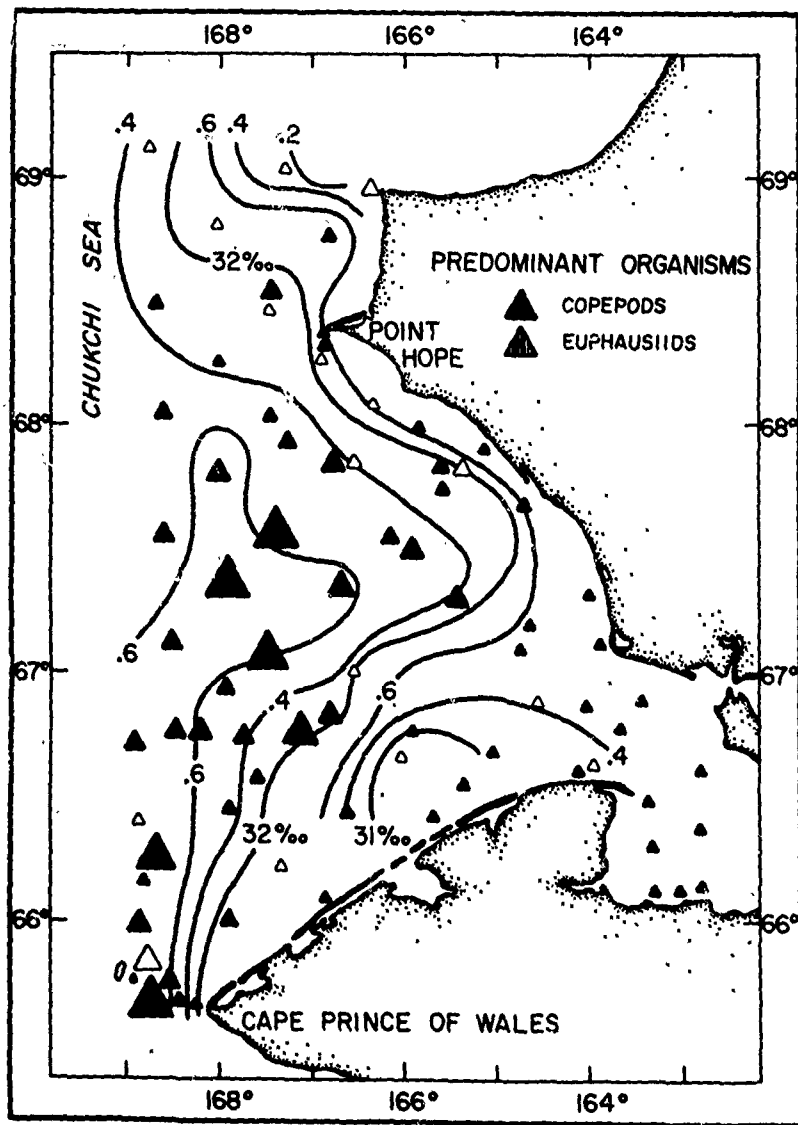 168° 166° 164°
.4 .6 .4 .2
69° 69°
CHUKCHI SEA
32‰
PREDOMINANT ORGANISMS
COPEPODS
EUPHAUSIIDS
POINT
HOPE
68° 68°
.6
67° 67°
.4 .6
.4
.6
32‰ 31‰
66° 66°
CAPE PRINCE OF WALES
168° 166° 164°